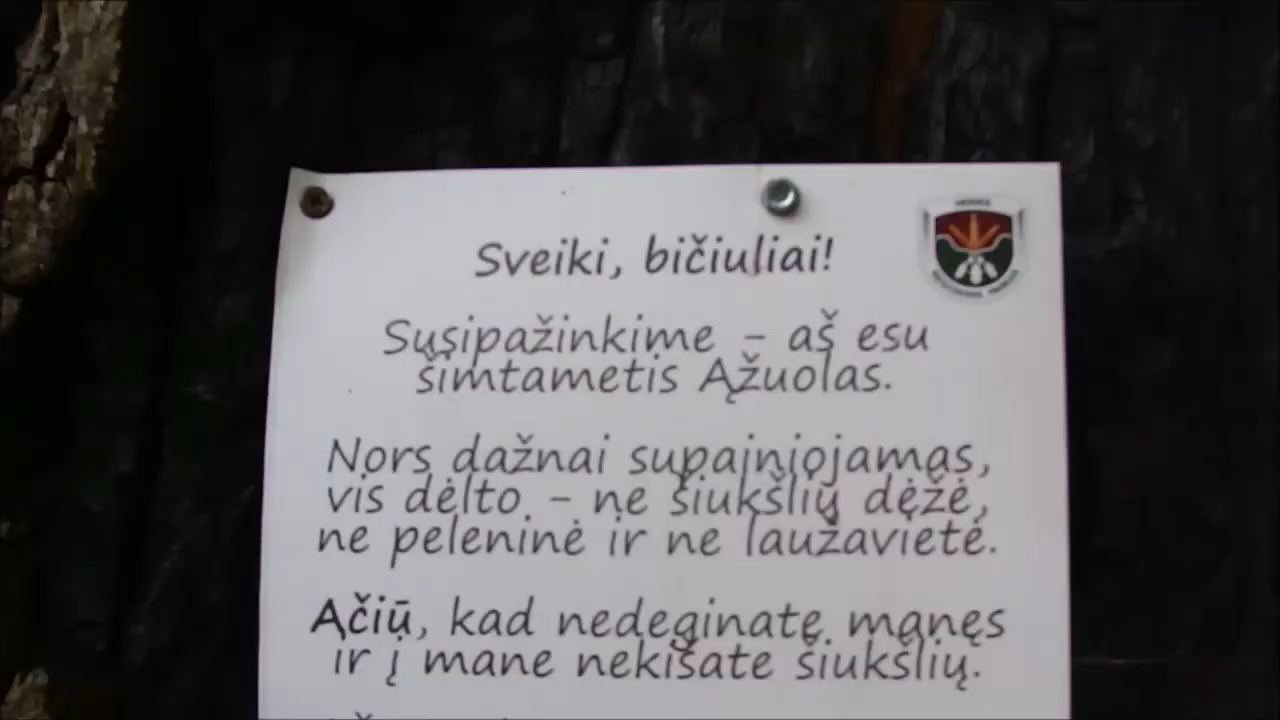 Sveiki, bičiuliai!
Susipažinkime – aš esu
šimtametis Ąžuolas.
Nors dažnai supainiojamas,
vis dėlto – ne šiukšlių dėžė,
ne peleninė ir ne laužavietė.
Ačiū, kad nedeginate manęs
ir į mane nekišate šiukšlių.